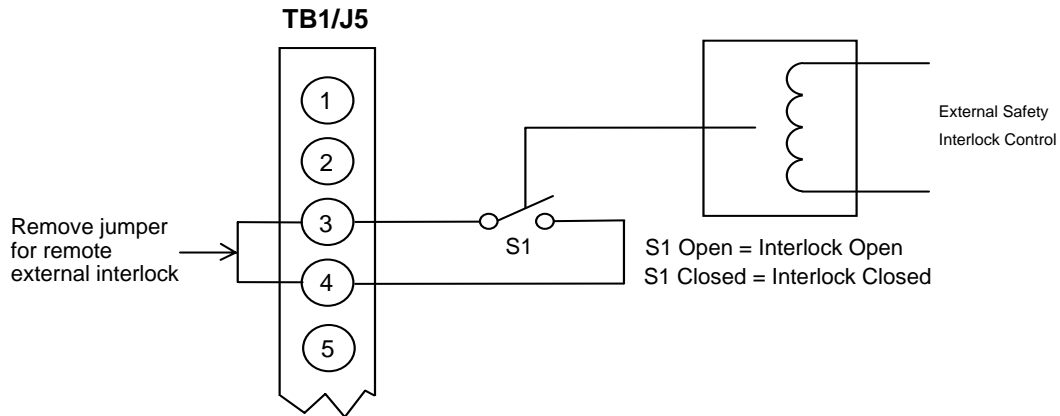 TB1/J5
1
2
3
4
5
Remove jumper
for remote
external interlock
S1
External Safety
Interlock Control
S1 Open = Interlock Open
S1 Closed = Interlock Closed